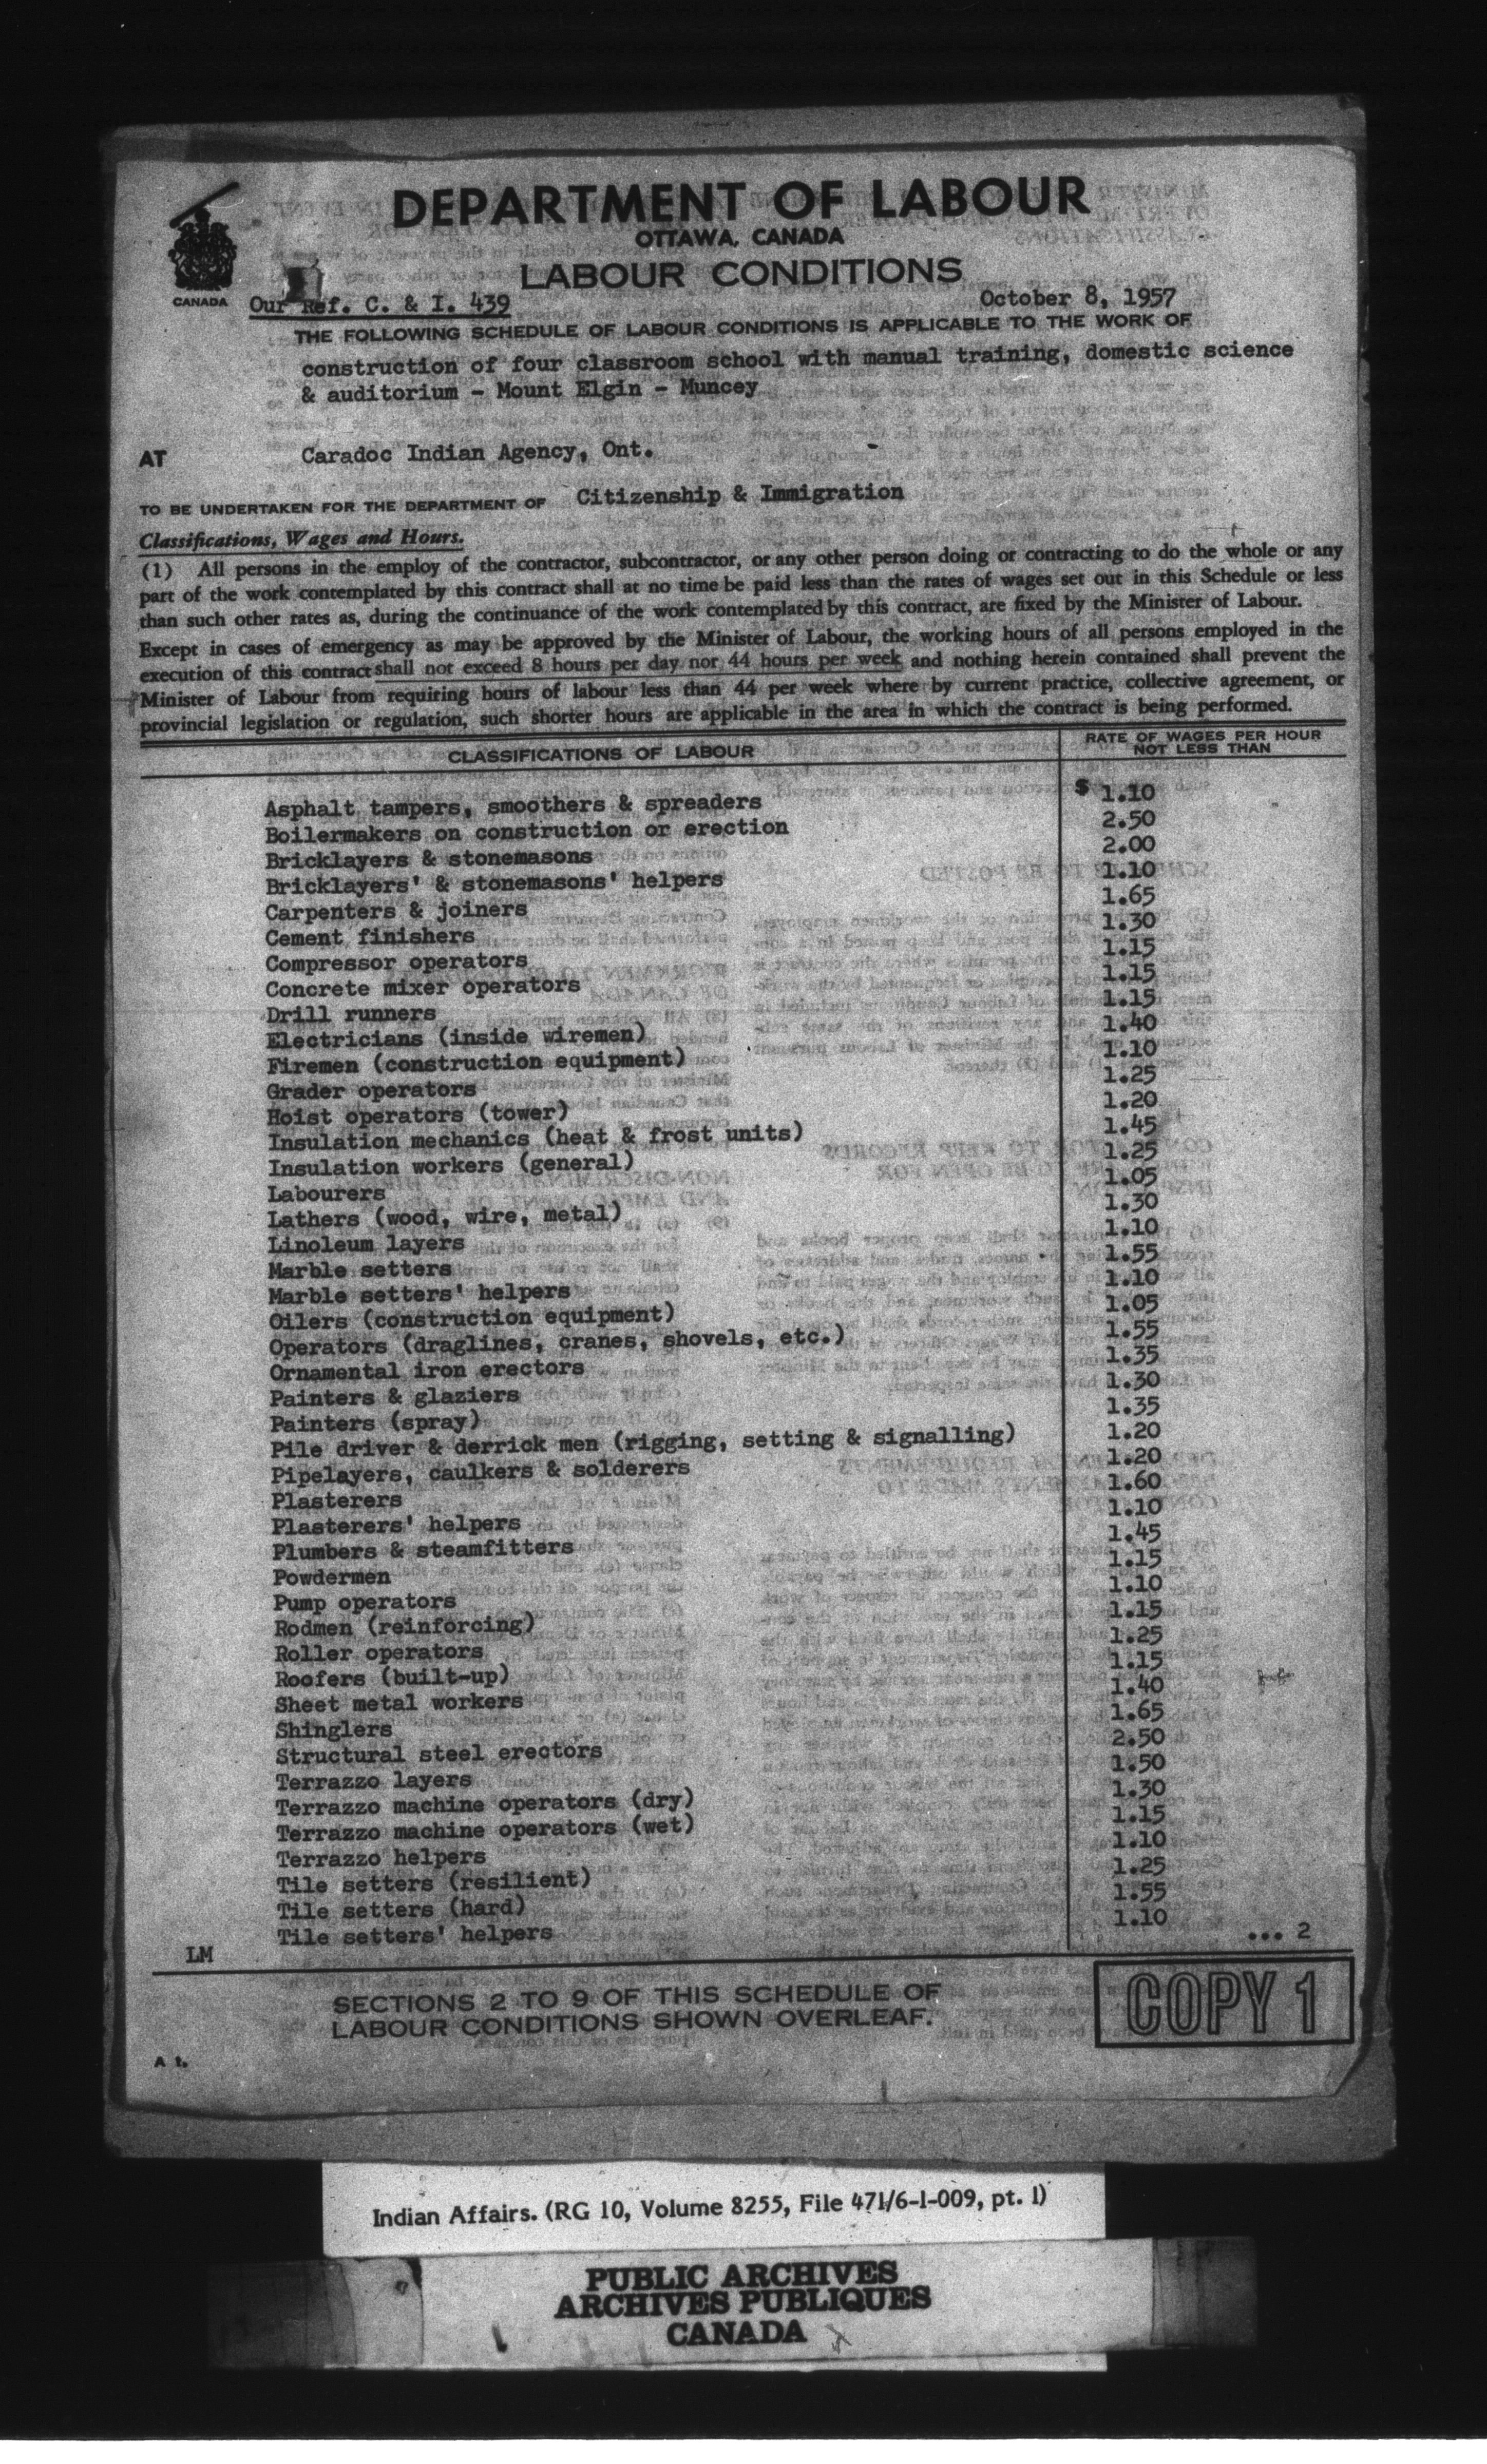 DEPARTMENT OF LABOUR
OTTAWA, CANADA
LABOUR CONDITIONS
CANADA
Our Ref. C. & I. 439
October 8, 1957
THE FOLLOWING SCHEDULE OF LABOUR CONDITIONS IS APPLICABLE TO THE WORK OF
construction of four classroom school with manual training, domestic science
& auditorium - Mount Elgin - Muncey
AT Caradoc Indian Agency, Ont.
TO BE UNDERTAKEN FOR THE DEPARTMENT OF Citizenship & Immigration
Classifications, Wages and Hours.
(1) All persons in the employ of the contractor, subcontractor, or any other person doing or contracting to do the whole or any
part of the work contemplated by this contract shall at no time be paid less than the rates of wages set out in this Schedule or less
than such other rates as, during the continuance of the work contemplated by this contract, are fixed by the Minister of Labour.
Except in cases of emergency as may be approved by the Minister of Labour, the working hours of all persons employed in the
execution of this contract shall not exceed 8 hours per day nor 44 hours per week and nothing herein contained shall prevent the
Minister of Labour from requiring hours of labour less than 44 per week where by current practice, collective agreement, or
provincial legislation or regulation, such shorter hours are applicable in the area in which the contract is being performed.
CLASSIFICATIONS OF LABOUR
RATE OF WAGES PER HOUR
NOT LESS THAN
Asphalt tampers, smoothers & spreaders $ 1.10
Boilermakers on construction or erection 2.50
Bricklayers & stonemasons 2.00
Bricklayers' & stonemasons' helpers 1.10
Carpenters & joiners 1.65
Cement finishers 1.30
Compressor operators 1.15
Concrete mixer operators 1.15
Drill runners 1.15
Electricians (inside wiremen) 1.40
Firemen (construction equipment) 1.10
Grader operators 1.25
Hoist operators (tower) 1.20
Insulation mechanics (heat & frost units) 1.45
Insulation workers (general) 1.25
Labourers 1.05
Lathers (wood, wire, metal) 1.30
Linoleum layers 1.10
Marble setters 1.55
Marble setters' helpers 1.10
Oilers (construction equipment) 1.05
Operators (draglines, cranes, shovels, etc.) 1.55
Ornamental iron erectors 1.35
Painters & glaziers 1.30
Painters (spray) 1.35
Pile driver & derrick men (rigging, setting & signalling) 1.20
Pipelayers, caulkers & solderers 1.20
Plasterers 1.60
Plasterers' helpers 1.10
Plumbers & steamfitters 1.45
Powdermen 1.15
Pump operators 1.10
Rodmen (reinforcing) 1.15
Roller operators 1.25
Roofers (built-up) 1.15
Sheet metal workers 1.40
Shinglers 1.65
Structural steel erectors 2.50
Terrazzo layers 1.50
Terrazzo machine operators (dry) 1.30
Terrazzo machine operators (wet) 1.15
Terrazzo helpers 1.10
Tile setters (resilient) 1.25
Tile setters (hard) 1.55
Tile setters' helpers 1.10
... 2
LM
SECTIONS 2 TO 9 OF THIS SCHEDULE OF
LABOUR CONDITIONS SHOWN OVERLEAF.
COPY 1
A 1.
Indian Affairs. (RG 10, Volume 8255, File 471/6-1-009, pt. 1)
PUBLIC ARCHIVES
ARCHIVES PUBLIQUES
CANADA